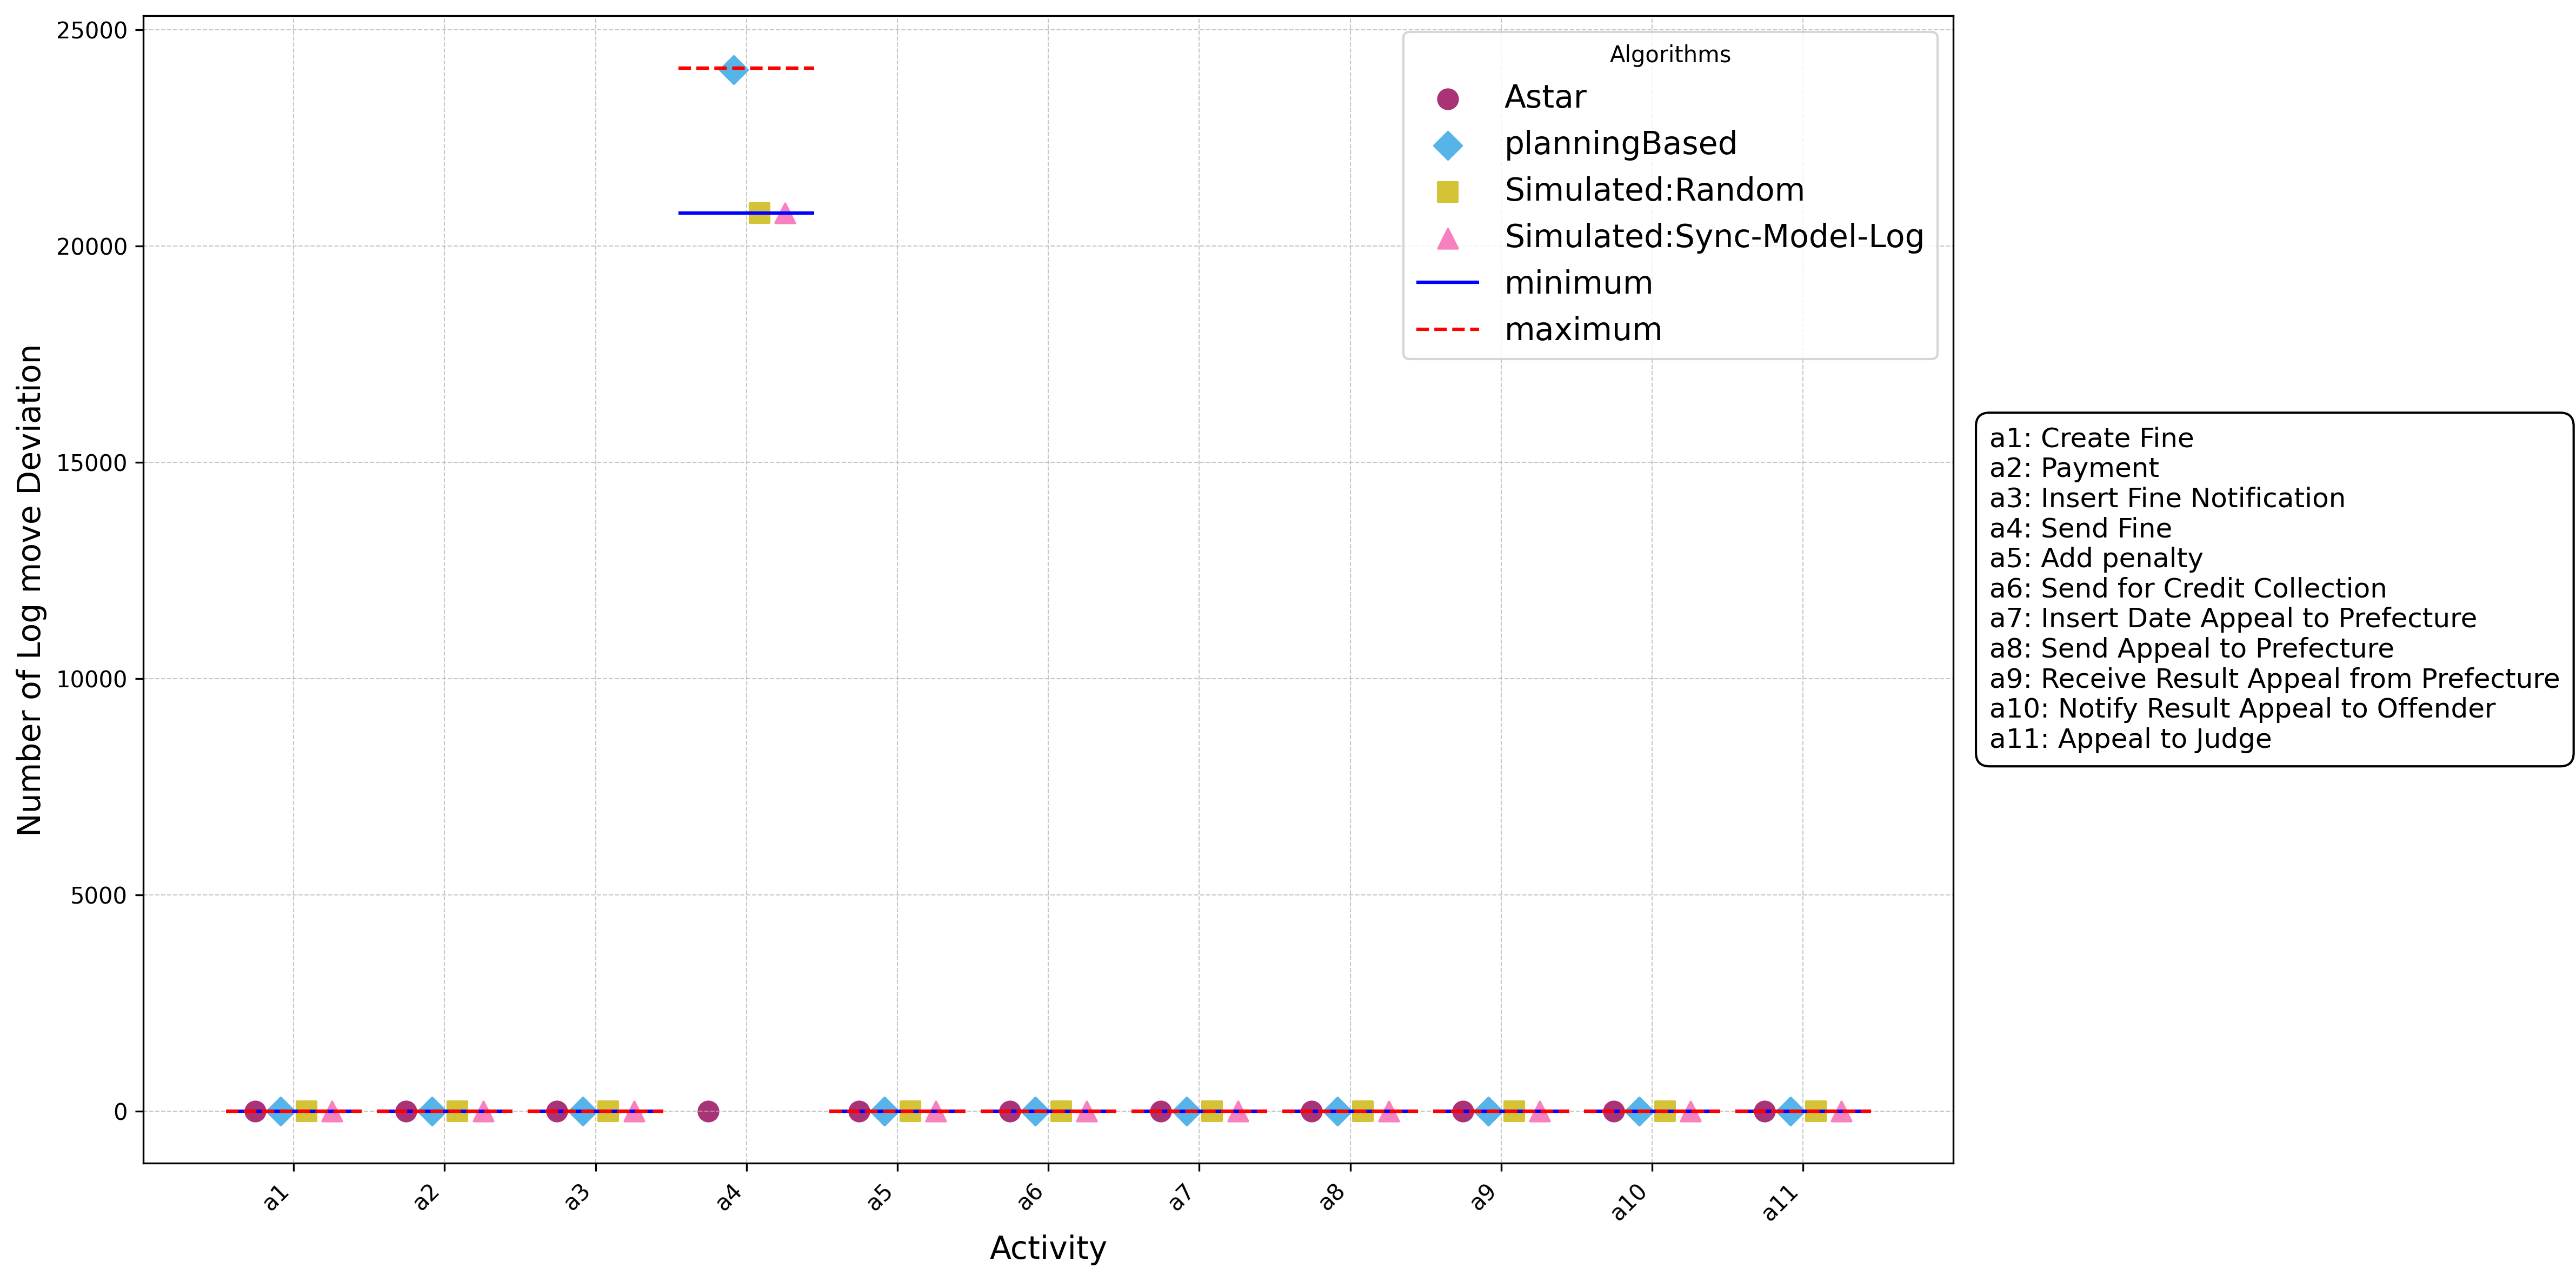 25000
20000
15000
10000
5000
0
Number of Log move Deviation
Algorithms
Astar
planningBased
Simulated:Random
Simulated:Sync-Model-Log
minimum
maximum
a1: Create Fine
a2: Payment
a3: Insert Fine Notification
a4: Send Fine
a5: Add penalty
a6: Send for Credit Collection
a7: Insert Date Appeal to Prefecture
a8: Send Appeal to Prefecture
a9: Receive Result Appeal from Prefecture
a10: Notify Result Appeal to Offender
a11: Appeal to Judge
a1 a2 a3 a4 a5 a6 a7 a8 a9 a10 a11
Activity